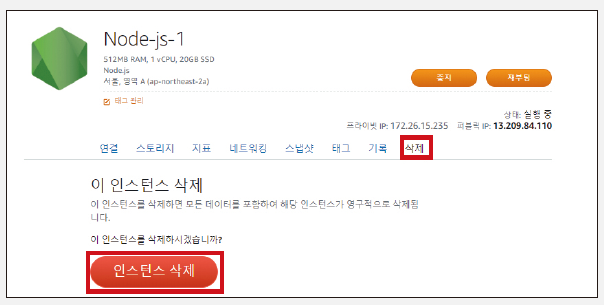 Node-js-1
512MB RAM, 1 vCPU, 20GB SSD
Node.js
서울, 영역 A (ap-northeast-2a)
중지 재부팅
태그 관리
상태: 실행 중
프라이빗 IP: 172.26.15.235 퍼블릭 IP: 13.209.84.110
연결 스토리지 지표 네트워킹 스냅샷 태그 기록 삭제
이 인스턴스 삭제
이 인스턴스를 삭제하면 모든 데이터를 포함하여 해당 인스턴스가 영구적으로 삭제됩
니다.
이 인스턴스를 삭제하시겠습니까?
인스턴스 삭제